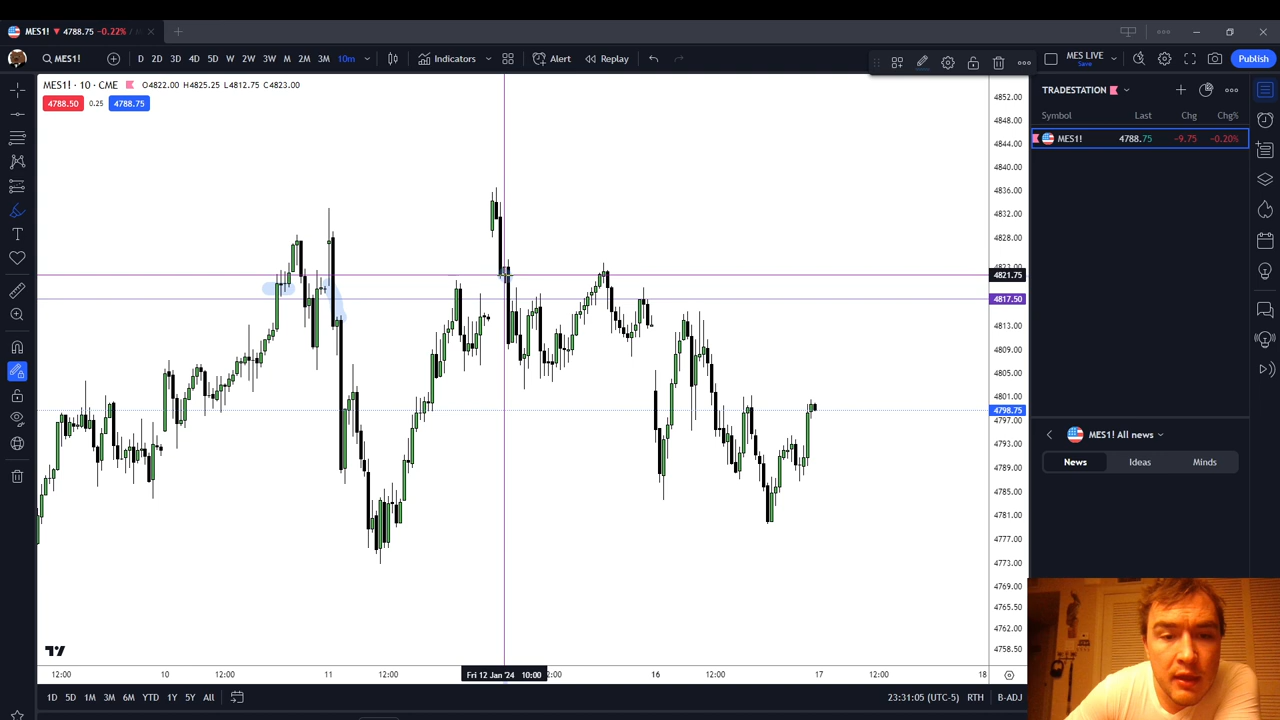 MES1! ▼ 4788.75 -0.22% /
MES1! D 2D 3D 4D 5D W 2W 3W M 2M 3M 10m Indicators Alert Replay MES LIVE Save Publish
MES1! · 10 · CME O4822.00 H4825.25 L4812.75 C4823.00
4788.50 0.25 4788.75
TRADESTATION
Symbol Last Chg Chg%
MES1! 4788.75 -9.75 -0.20%
4852.00
4848.00
4844.00
4840.00
4836.00
4832.00
4828.00
4823.00
4821.75
4817.50
4813.00
4809.00
4805.00
4801.00
4798.75
4797.00
4793.00
4789.00
4785.00
4781.00
4777.00
4773.00
4769.00
4765.50
4762.00
4758.50
MES1! All news
News Ideas Minds
12:00 10 12:00 11 12:00 Fri 12 Jan '24 10:00 2:00 16 12:00 17 12:00 18
1D 5D 1M 3M 6M YTD 1Y 5Y All 23:31:05 (UTC-5) RTH B-ADJ